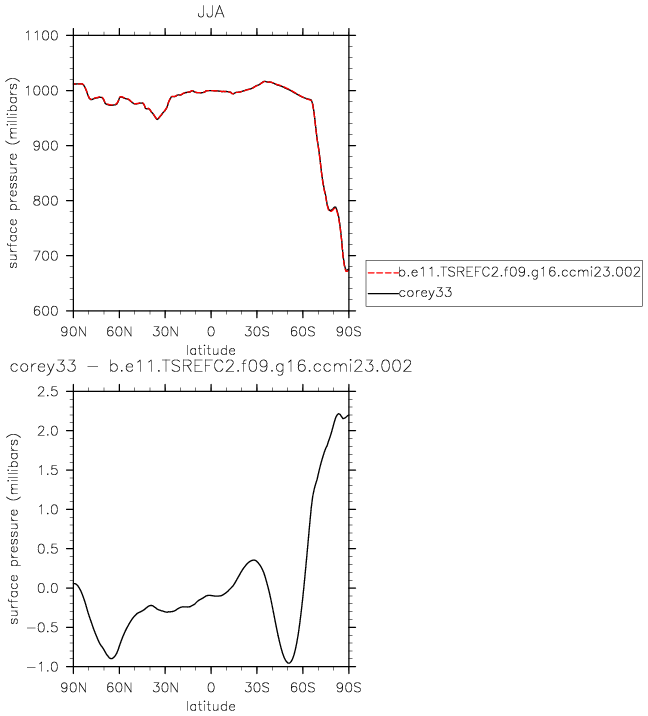 JJA
1100
1000
900
800
700
600
surface pressure (millibars)
90N 60N 30N 0 30S 60S 90S
latitude
b.e11.TSREFC2.f09.g16.ccmi23.002
corey33
corey33 - b.e11.TSREFC2.f09.g16.ccmi23.002
2.5
2.0
1.5
1.0
0.5
0.0
-0.5
-1.0
surface pressure (millibars)
90N 60N 30N 0 30S 60S 90S
latitude